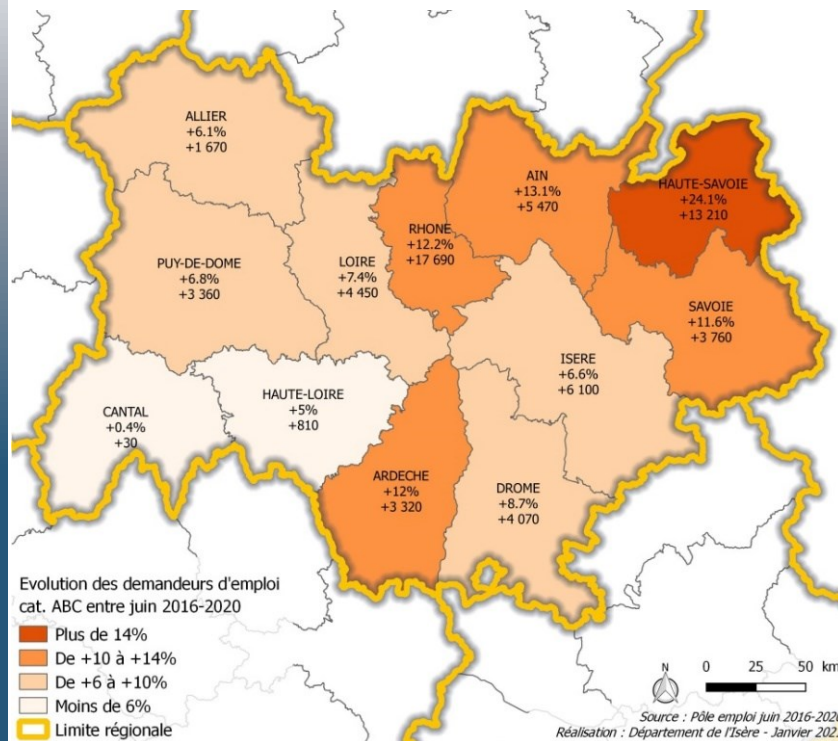 ALLIER
+6.1%
+1 670
AIN
+13.1%
+5 470
HAUTE-SAVOIE
+24.1%
+13 210
RHONE
+12.2%
+17 690
PUY-DE-DOME
+6.8%
+3 360
LOIRE
+7.4%
+4 450
SAVOIE
+11.6%
+3 760
ISERE
+6.6%
+6 100
HAUTE-LOIRE
+5%
+810
CANTAL
+0.4%
+30
ARDECHE
+12%
+3 320
DROME
+8.7%
+4 070
Evolution des demandeurs d'emploi
cat. ABC entre juin 2016-2020
Plus de 14%
De +10 à +14%
De +6 à +10%
Moins de 6%
Limite régionale
N
0 25 50 km
Source : Pôle emploi juin 2016-2020
Réalisation : Département de l'Isère - Janvier